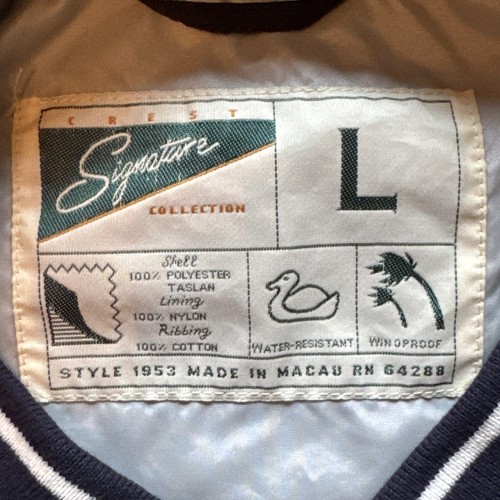 CREST
Signature
COLLECTION
L
Shell
100% POLYESTER
TASLAN
Lining
100% NYLON
Ribbing
100% COTTON
WATER-RESISTANT
WINDPROOF
STYLE 1953 MADE IN MACAU RN 64288